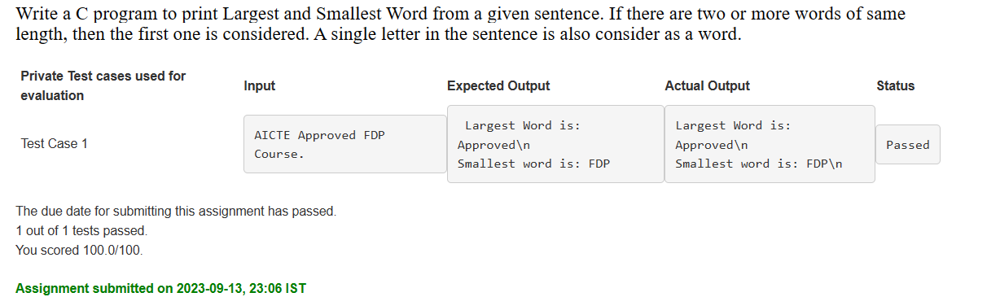 Write a C program to print Largest and Smallest Word from a given sentence. If there are two or more words of same
length, then the first one is considered. A single letter in the sentence is also consider as a word.
Private Test cases used for
evaluation
Input
Expected Output
Actual Output
Status
Test Case 1
AICTE Approved FDP
Course.
Largest Word is:
Approved\n
Smallest word is: FDP
Largest Word is:
Approved\n
Smallest word is: FDP\n
Passed
The due date for submitting this assignment has passed.
1 out of 1 tests passed.
You scored 100.0/100.
Assignment submitted on 2023-09-13, 23:06 IST